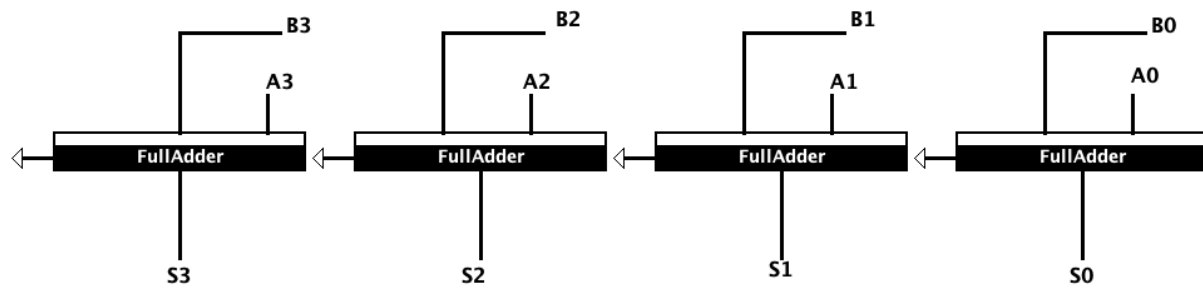 B3 B2 B1 B0
A3 A2 A1 A0
FullAdder FullAdder FullAdder FullAdder
S3 S2 S1 S0